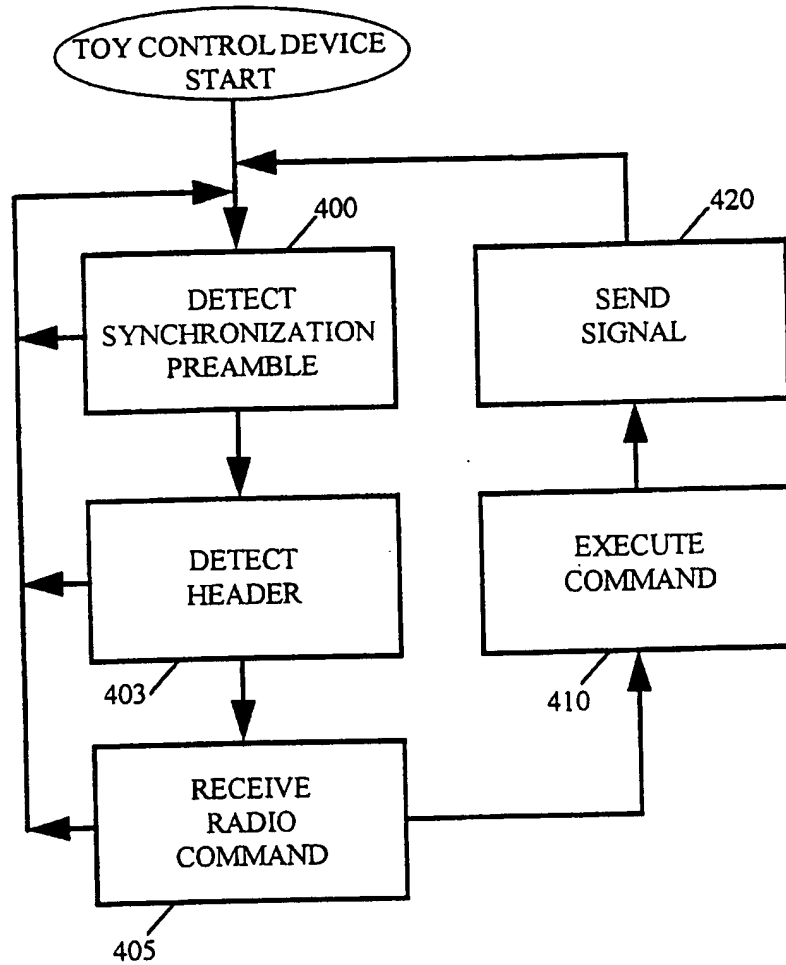 TOY CONTROL DEVICE
START
400
DETECT
SYNCHRONIZATION
PREAMBLE
DETECT
HEADER
403
RECEIVE
RADIO
COMMAND
405
420
SEND
SIGNAL
EXECUTE
COMMAND
410